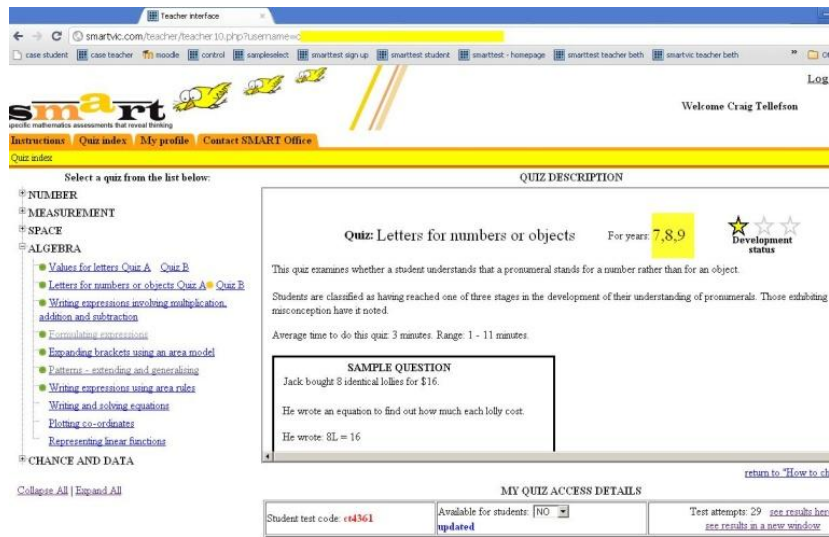 Teacher interface
smartvic.com/teacher/teacher10.php?username=c
case student case teacher moodle control sampleselect smarttest sign up smarttest student smarttest - homepage smarttest teacher beth smartvic teacher beth »
Log
smart
specific mathematics assessments that reveal thinking
Welcome Craig Tellefson
Instructions Quiz index My profile Contact SMART Office
Quiz index
Select a quiz from the list below:
NUMBER
MEASUREMENT
SPACE
ALGEBRA
Values for letters Quiz A Quiz B
Letters for numbers or objects Quiz A Quiz B
Writing expressions involving multiplication,
addition and subtraction
Formulating expressions
Expanding brackets using an area model
Patterns - extending and generalising
Writing expressions using area rules
Writing and solving equations
Plotting co-ordinates
Representing linear functions
CHANCE AND DATA
Collapse All | Expand All
QUIZ DESCRIPTION
Quiz: Letters for numbers or objects For years: 7,8,9
Development
status
This quiz examines whether a student understands that a pronumeral stands for a number rather than for an object.
Students are classified as having reached one of three stages in the development of their understanding of pronumerals. Those exhibiting
misconception have it noted.
Average time to do this quiz: 3 minutes. Range: 1 - 11 minutes.
SAMPLE QUESTION
Jack bought 8 identical lollies for $16.
He wrote an equation to find out how much each lolly cost.
He wrote: 8L = 16
return to "How to ch
MY QUIZ ACCESS DETAILS
Student test code: ct4361
Available for students: NO
updated
Test attempts: 29 see results her
see results in a new window